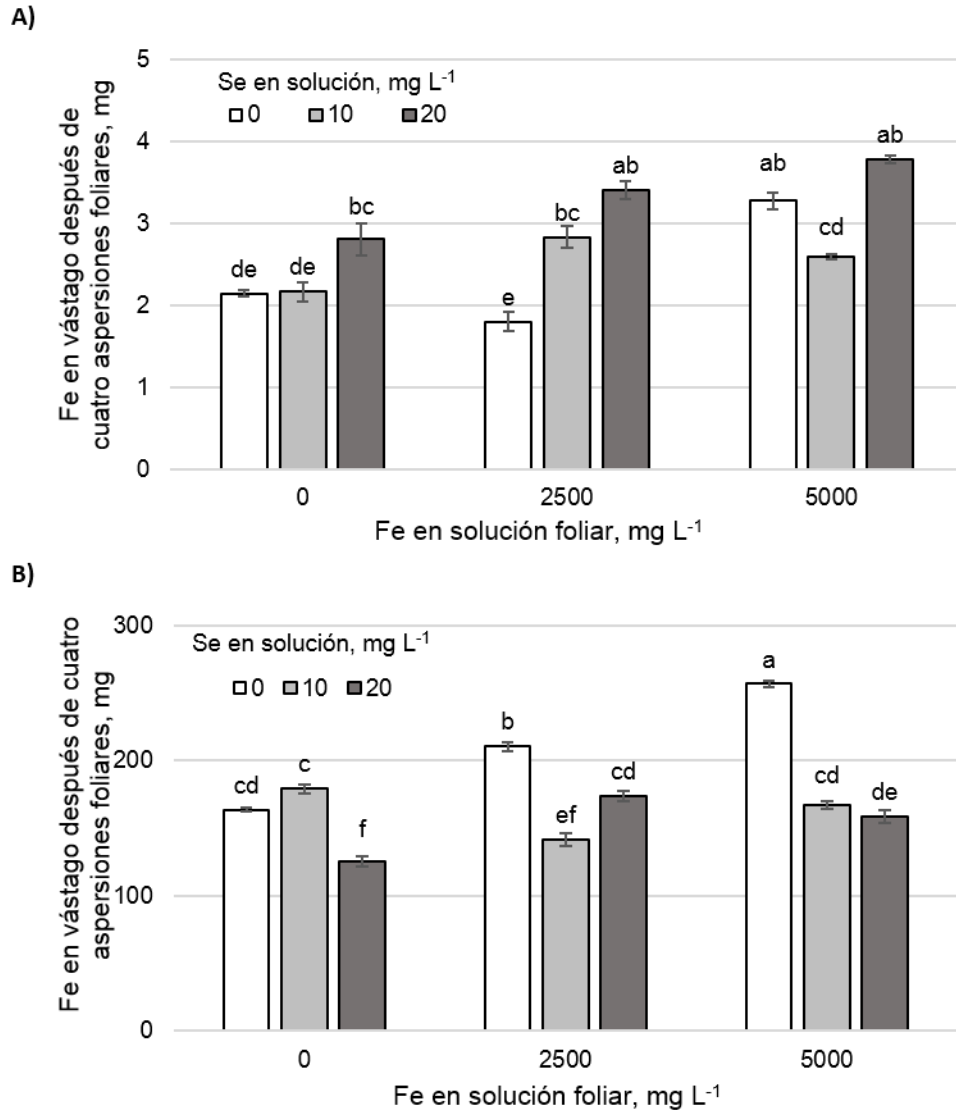 A)
Fe en vástago después de
cuatro aspersiones foliares, mg
5
4
3
2
1
0
Se en solución, mg L-1
0 10 20
de de bc
e bc ab
ab cd ab
0 2500 5000
Fe en solución foliar, mg L-1
B)
Fe en vástago después de cuatro
aspersiones foliares, mg
300
200
100
0
Se en solución, mg L-1
0 10 20
cd c f
b ef cd
a cd de
0 2500 5000
Fe en solución foliar, mg L-1